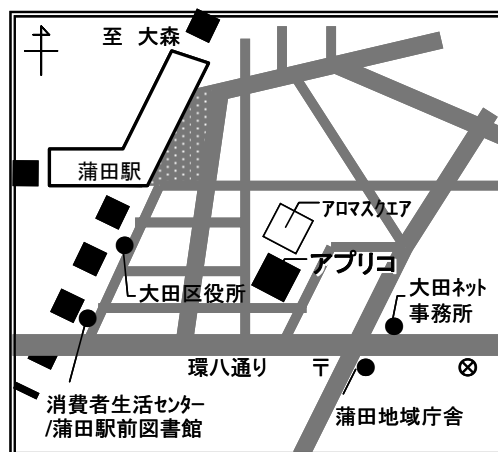 至 大森
蒲田駅
アロマスクエア
アプリコ
大田区役所
大田ネット
事務所
環八通り
〒
消費者生活センター
/蒲田駅前図書館
蒲田地域庁舎